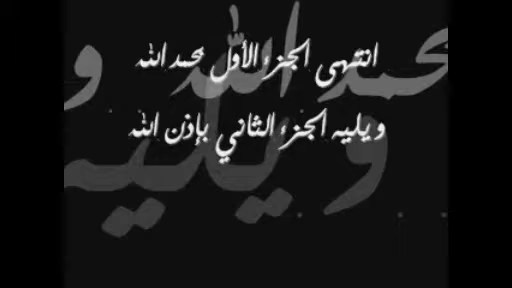 انتهى الجزء الأول بحمد الله
ويليه الجزء الثاني بإذن الله